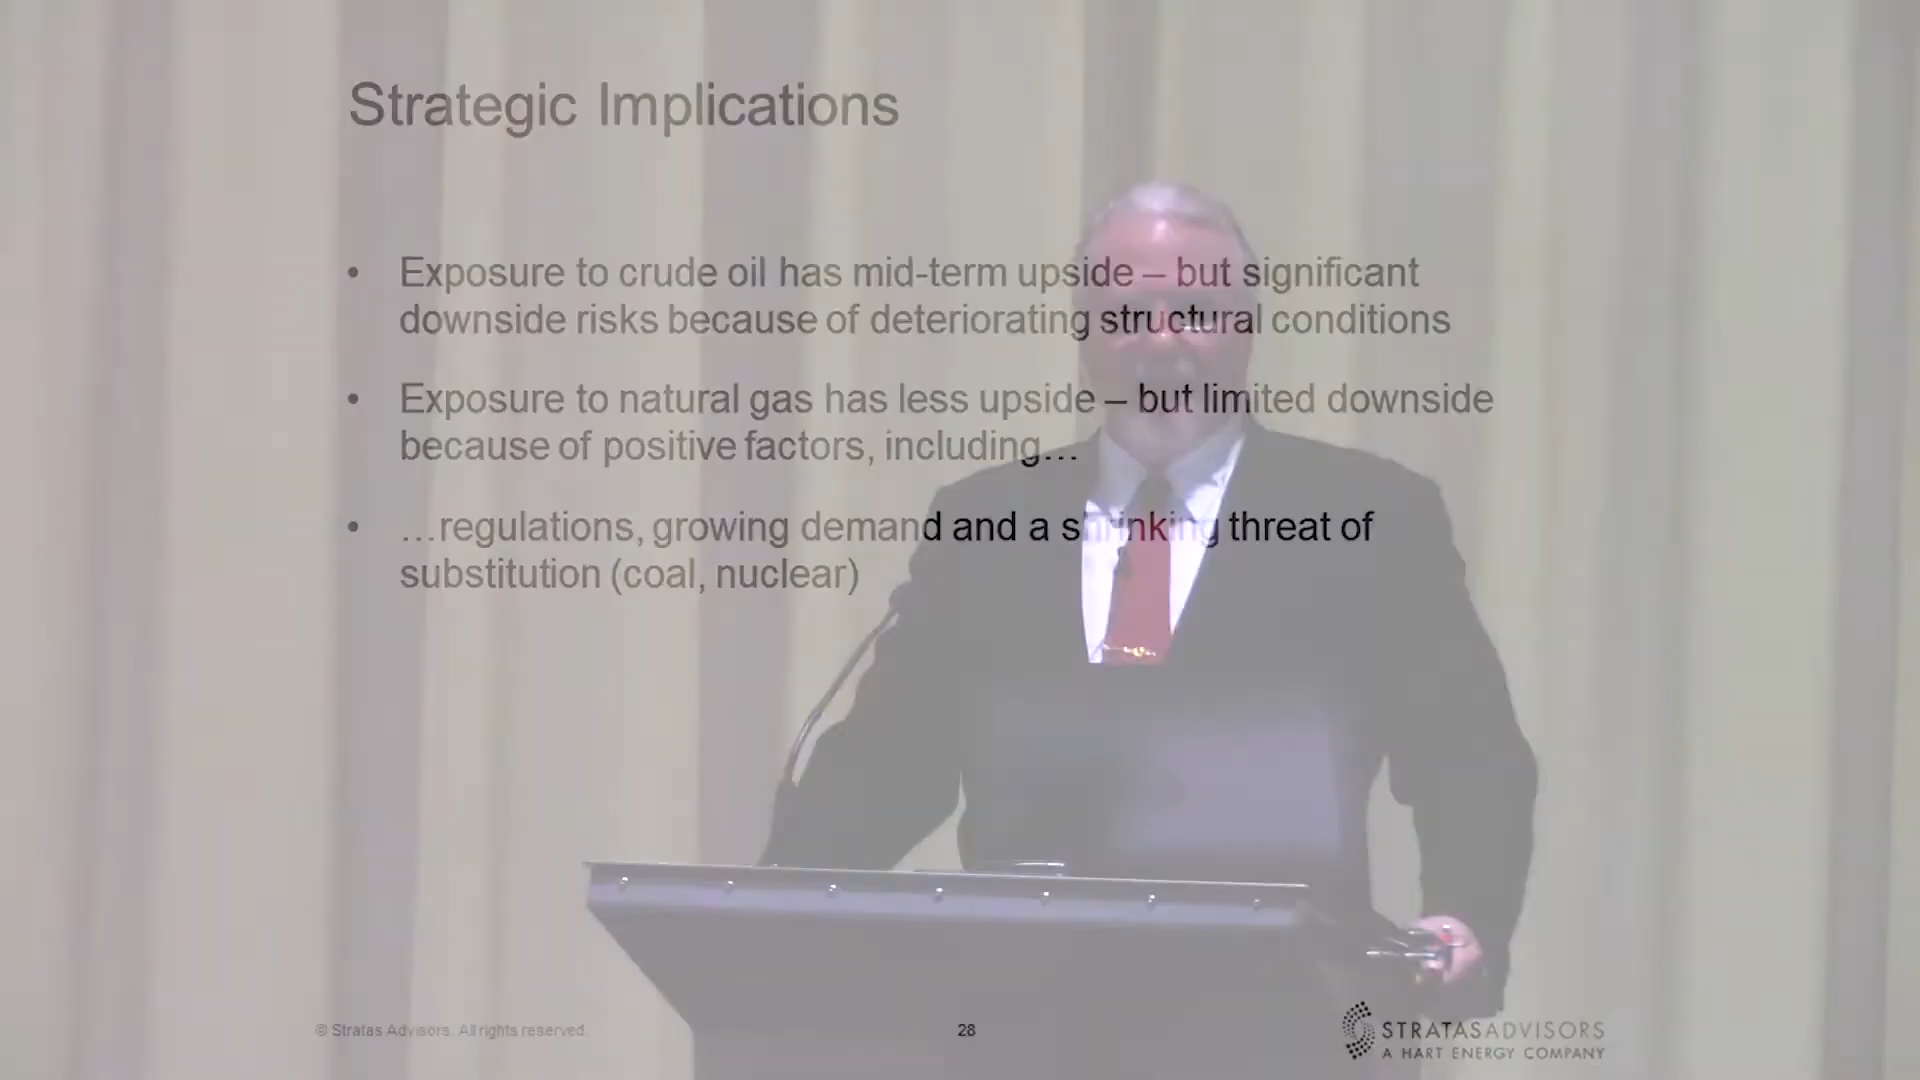 Strategic Implications
• Exposure to crude oil has mid-term upside – but significant
downside risks because of deteriorating structural conditions
• Exposure to natural gas has less upside – but limited downside
because of positive factors, including…
• …regulations, growing demand and a shrinking threat of
substitution (coal, nuclear)
© Stratas Advisors. All rights reserved.
28
STRATASADVISORS
A HART ENERGY COMPANY